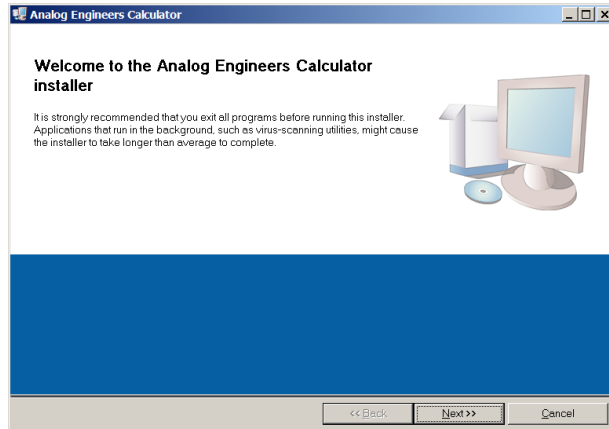 Analog Engineers Calculator
Welcome to the Analog Engineers Calculator
installer
It is strongly recommended that you exit all programs before running this installer.
Applications that run in the background, such as virus-scanning utilities, might cause
the installer to take longer than average to complete.
<< Back
Next >>
Cancel